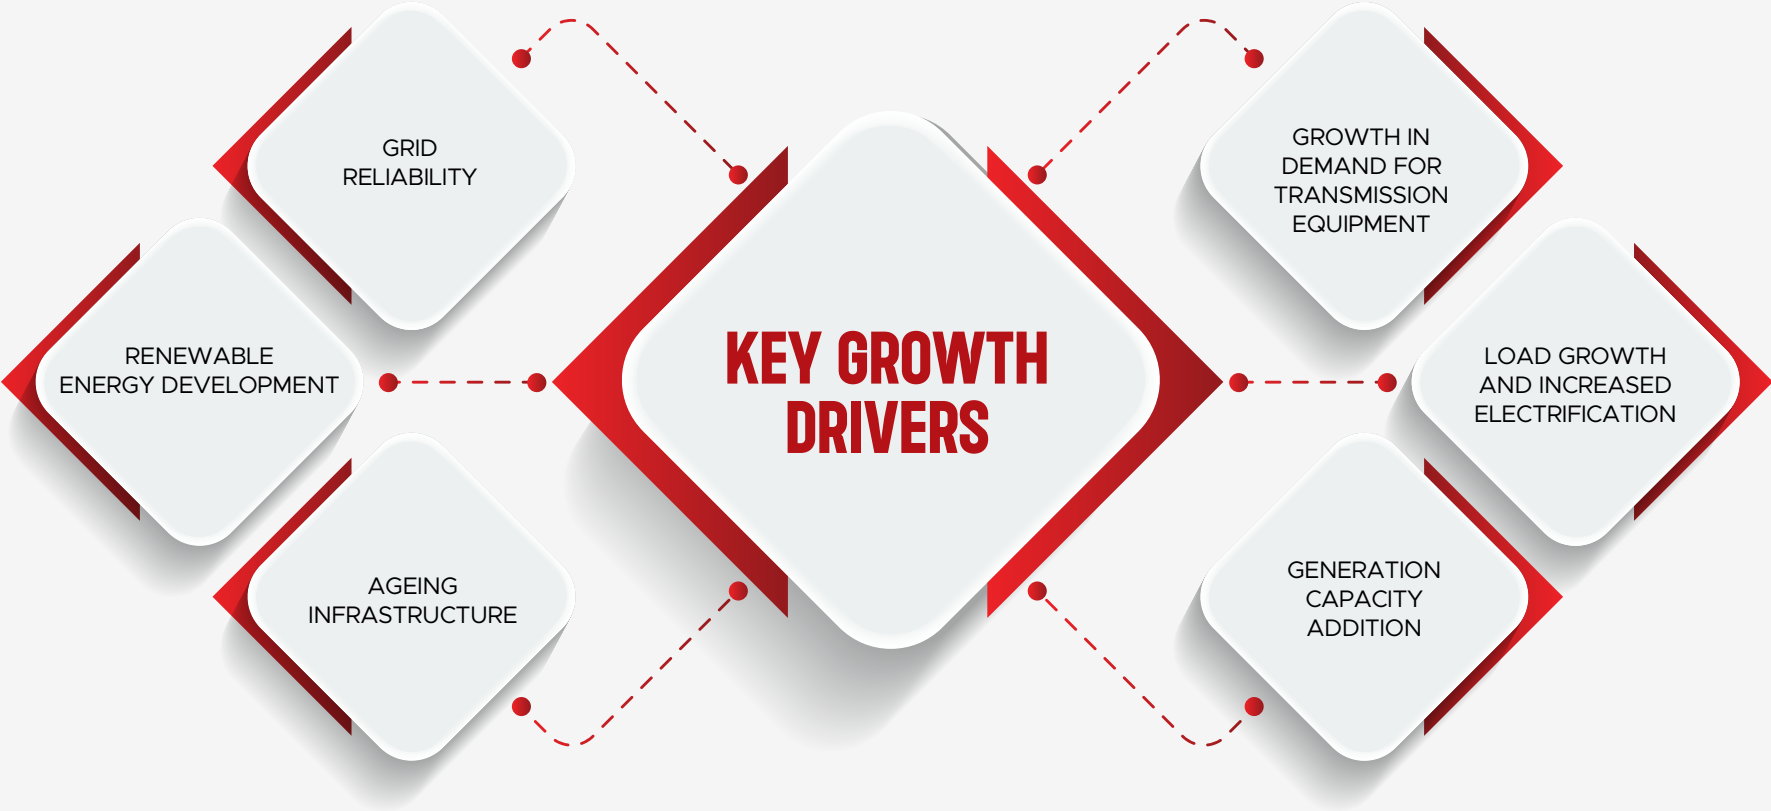 GRID
RELIABILITY
RENEWABLE
ENERGY DEVELOPMENT
AGEING
INFRASTRUCTURE
KEY GROWTH
DRIVERS
GROWTH IN
DEMAND FOR
TRANSMISSION
EQUIPMENT
LOAD GROWTH
AND INCREASED
ELECTRIFICATION
GENERATION
CAPACITY
ADDITION